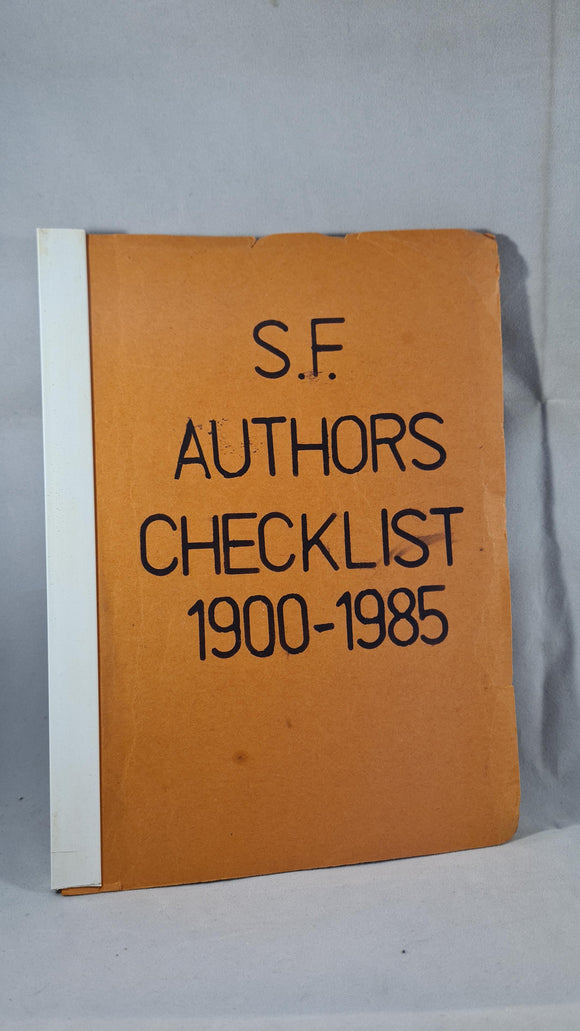 S.F.
AUTHORS
CHECKLIST
1900-1985